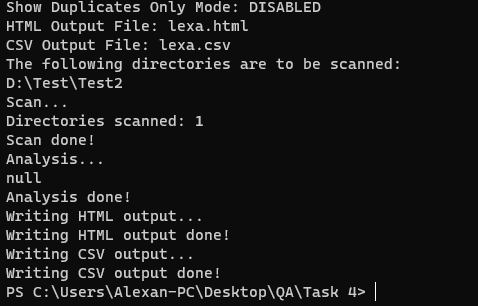 Show Duplicates Only Mode: DISABLED
HTML Output File: lexa.html
CSV Output File: lexa.csv
The following directories are to be scanned:
D:\Test\Test2
Scan...
Directories scanned: 1
Scan done!
Analysis...
null
Analysis done!
Writing HTML output...
Writing HTML output done!
Writing CSV output...
Writing CSV output done!
PS C:\Users\Alexan-PC\Desktop\QA\Task 4>